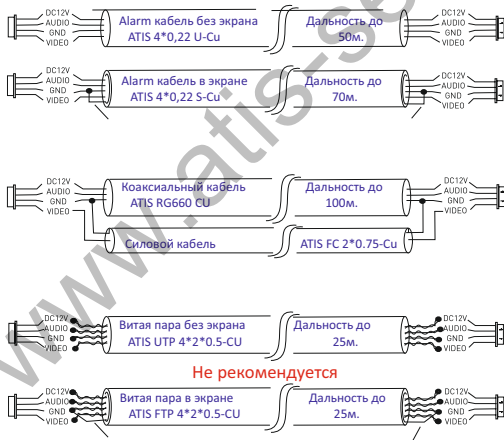 DC12V
AUDIO
GND
VIDEO
Alarm кабель без экрана
ATIS 4*0,22 U-Cu
Дальность до
50м.
DC12V
AUDIO
GND
VIDEO
DC12V
AUDIO
GND
VIDEO
Alarm кабель в экране
ATIS 4*0,22 S-Cu
Дальность до
70м.
DC12V
AUDIO
GND
VIDEO
DC12V
AUDIO
GND
VIDEO
Коаксиальный кабель
ATIS RG660 CU
Дальность до
100м.
DC12V
AUDIO
GND
VIDEO
Силовой кабель
ATIS FC 2*0.75-Cu
DC12V
AUDIO
GND
VIDEO
Витая пара без экрана
ATIS UTP 4*2*0.5-CU
Дальность до
25м.
DC12V
AUDIO
GND
VIDEO
Не рекомендуется
DC12V
AUDIO
GND
VIDEO
Витая пара в экране
ATIS FTP 4*2*0.5-CU
Дальность до
25м.
DC12V
AUDIO
GND
VIDEO
www.atis-se